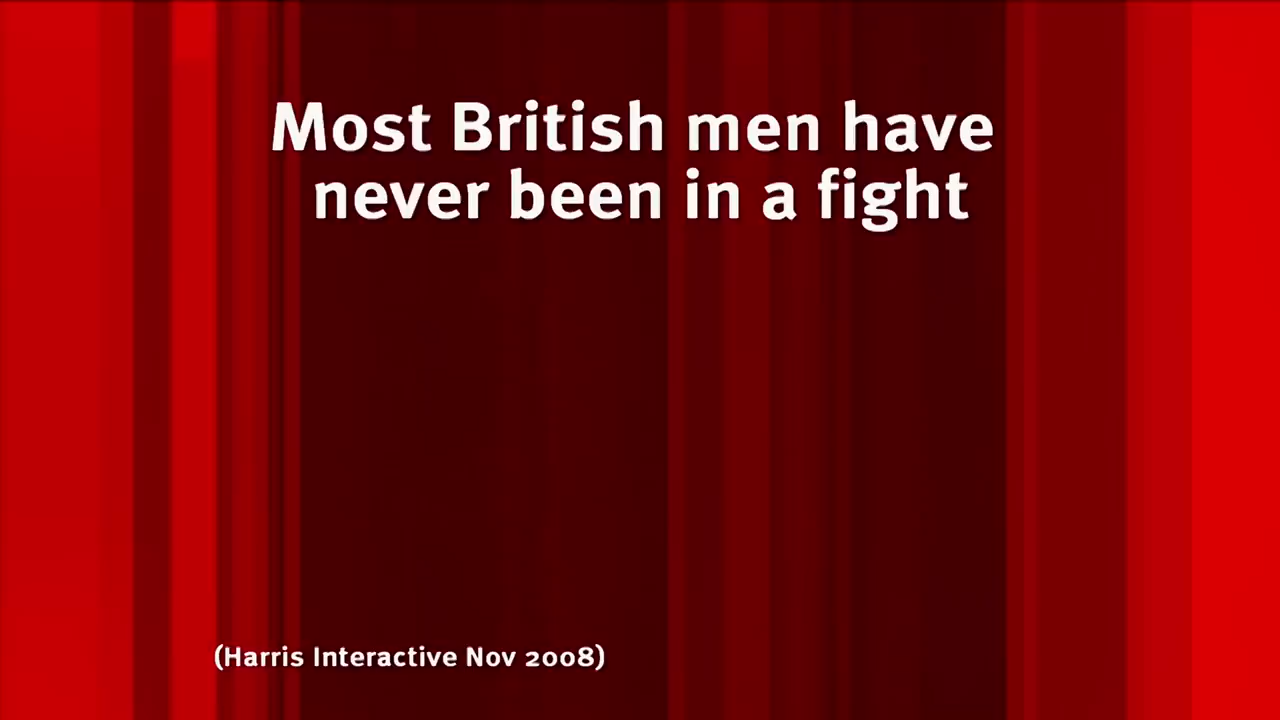 Most British men have
never been in a fight
(Harris Interactive Nov 2008)